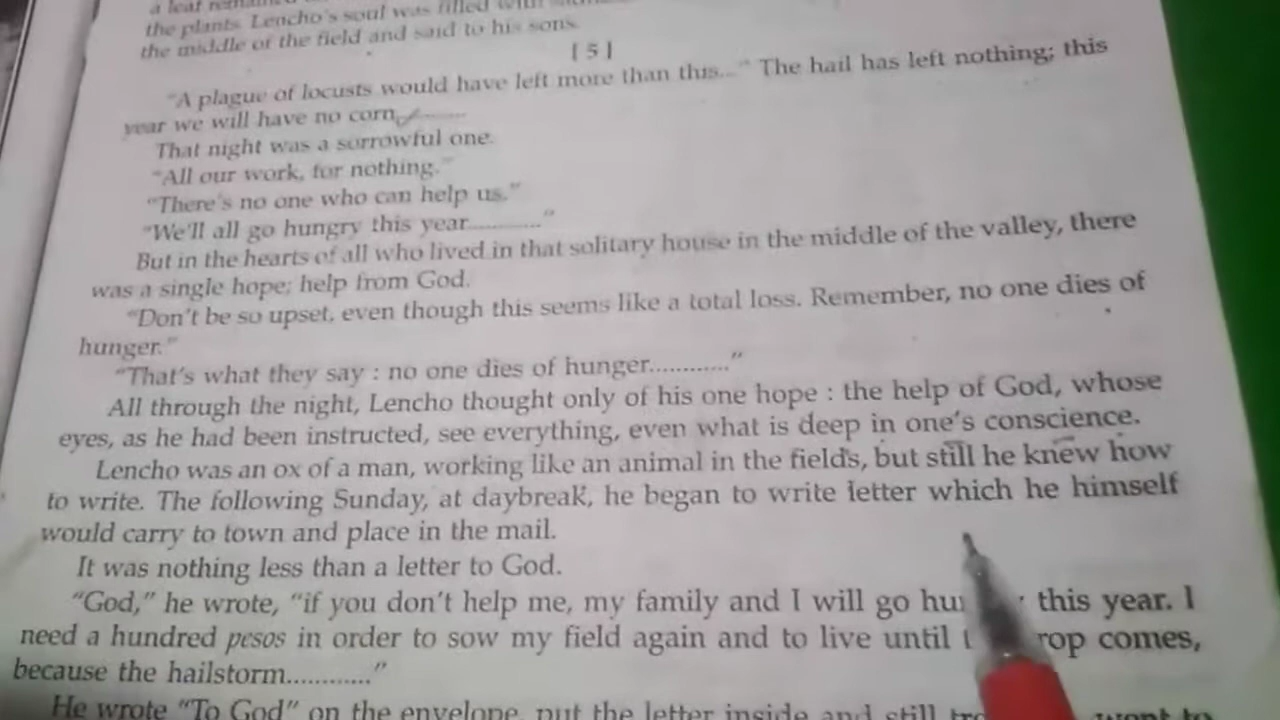 a leaf remained
the plants. Lencho's soul was filled with
the middle of the field and said to his sons.
[ 5 ]
"A plague of locusts would have left more than this..." The hail has left nothing; this
year we will have no corn.........
That night was a sorrowful one.
"All our work, for nothing."
"There's no one who can help us."
"We'll all go hungry this year............"
But in the hearts of all who lived in that solitary house in the middle of the valley, there
was a single hope; help from God.
"Don't be so upset, even though this seems like a total loss. Remember, no one dies of
hunger."
"That's what they say : no one dies of hunger............"
All through the night, Lencho thought only of his one hope : the help of God, whose
eyes, as he had been instructed, see everything, even what is deep in one's conscience.
Lencho was an ox of a man, working like an animal in the fields, but still he knew how
to write. The following Sunday, at daybreak, he began to write letter which he himself
would carry to town and place in the mail.
It was nothing less than a letter to God.
"God," he wrote, "if you don't help me, my family and I will go this year. I
need a hundred pesos in order to sow my field again and to live until comes,
because the hailstorm............"
He wrote "To God" on the envelope, put the letter inside and still went to